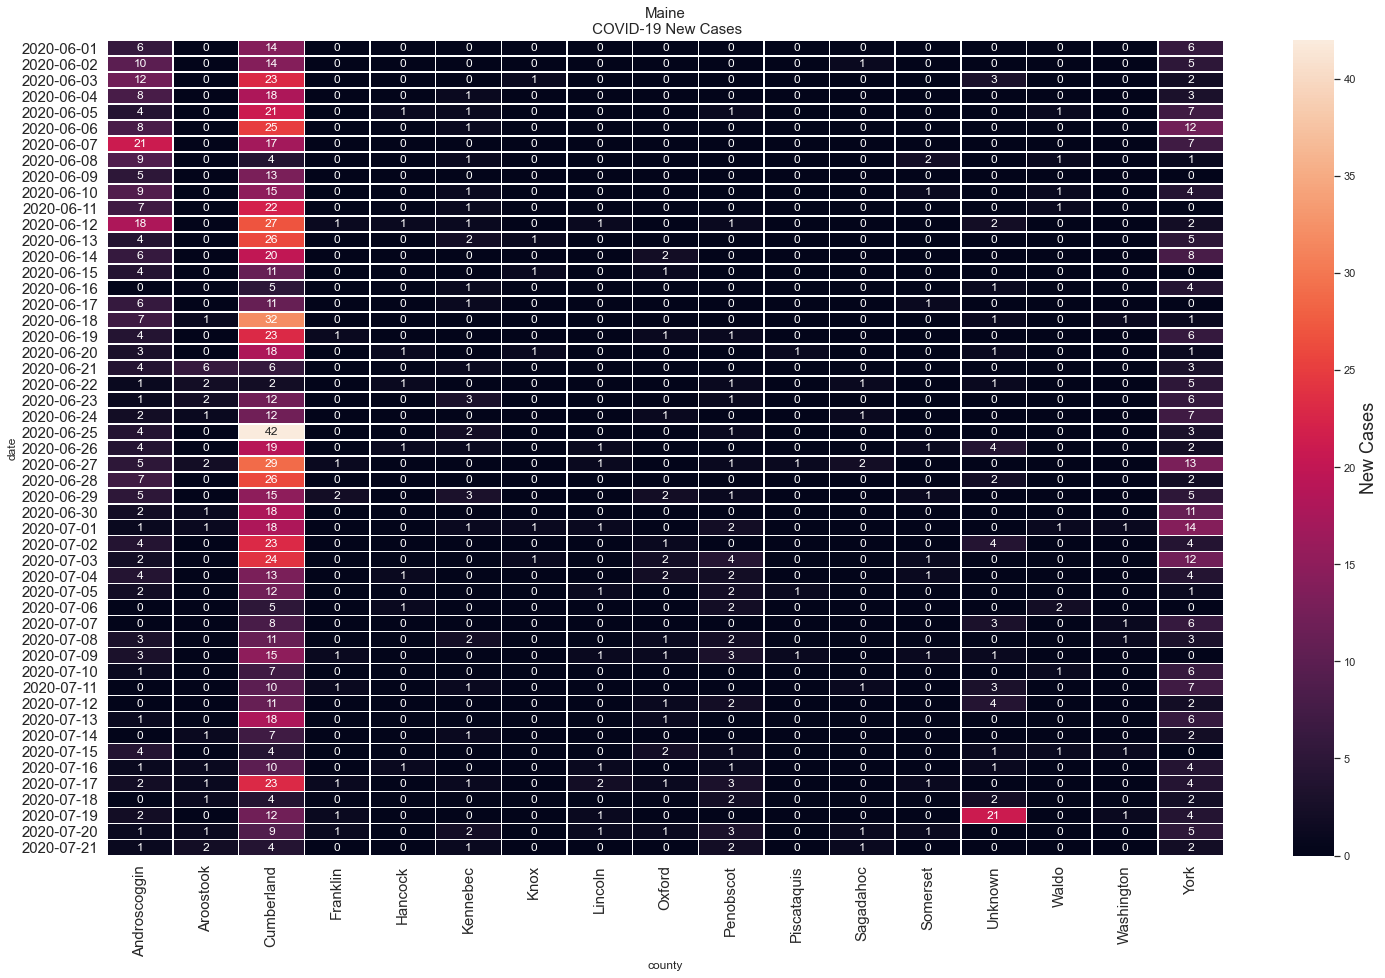 Maine
COVID-19 New Cases
2020-06-01 6 0 14 0 0 0 0 0 0 0 0 0 0 0 0 0 6
2020-06-02 10 0 14 0 0 0 0 0 0 0 0 1 0 0 0 0 5
2020-06-03 12 0 23 0 0 0 1 0 0 0 0 0 0 3 0 0 2
2020-06-04 8 0 18 0 0 1 0 0 0 0 0 0 0 0 0 0 3
2020-06-05 4 0 21 0 1 1 0 0 0 1 0 0 0 0 1 0 7
2020-06-06 8 0 25 0 0 1 0 0 0 0 0 0 0 0 0 0 12
2020-06-07 21 0 17 0 0 0 0 0 0 0 0 0 0 0 0 0 7
2020-06-08 9 0 4 0 0 1 0 0 0 0 0 0 2 0 1 0 1
2020-06-09 5 0 13 0 0 0 0 0 0 0 0 0 0 0 0 0 0
2020-06-10 9 0 15 0 0 1 0 0 0 0 0 0 1 0 1 0 4
2020-06-11 7 0 22 0 0 1 0 0 0 0 0 0 0 0 1 0 0
2020-06-12 18 0 27 1 1 1 0 1 0 1 0 0 0 2 0 0 2
2020-06-13 4 0 26 0 0 2 1 0 0 0 0 0 0 0 0 0 5
2020-06-14 6 0 20 0 0 0 0 0 2 0 0 0 0 0 0 0 8
2020-06-15 4 0 11 0 0 0 1 0 1 0 0 0 0 0 0 0 0
2020-06-16 0 0 5 0 0 1 0 0 0 0 0 0 0 1 0 0 4
2020-06-17 6 0 11 0 0 1 0 0 0 0 0 0 1 0 0 0 0
2020-06-18 7 1 32 0 0 0 0 0 0 0 0 0 0 1 0 1 1
2020-06-19 4 0 23 1 0 0 0 0 1 1 0 0 0 0 0 0 6
2020-06-20 3 0 18 0 1 0 1 0 0 0 1 0 0 1 0 0 1
2020-06-21 4 6 6 0 0 1 0 0 0 0 0 0 0 0 0 0 3
2020-06-22 1 2 2 0 1 0 0 0 0 1 0 1 0 1 0 0 5
2020-06-23 1 2 12 0 0 3 0 0 0 1 0 0 0 0 0 0 6
2020-06-24 2 1 12 0 0 0 0 0 1 0 0 1 0 0 0 0 7
2020-06-25 4 0 42 0 0 2 0 0 0 1 0 0 0 0 0 0 3
2020-06-26 4 0 19 0 1 1 0 1 0 0 0 0 1 4 0 0 2
2020-06-27 5 2 29 1 0 0 0 1 0 1 1 2 0 0 0 0 13
2020-06-28 7 0 26 0 0 0 0 0 0 0 0 0 0 2 0 0 2
2020-06-29 5 0 15 2 0 3 0 0 2 1 0 0 1 0 0 0 5
2020-06-30 2 1 18 0 0 0 0 0 0 0 0 0 0 0 0 0 11
2020-07-01 1 1 18 0 0 1 1 1 0 2 0 0 0 0 1 1 14
2020-07-02 4 0 23 0 0 0 0 0 1 0 0 0 0 4 0 0 4
2020-07-03 2 0 24 0 0 0 1 0 2 4 0 0 1 0 0 0 12
2020-07-04 4 0 13 0 1 0 0 0 2 2 0 0 1 0 0 0 4
2020-07-05 2 0 12 0 0 0 0 1 0 2 1 0 0 0 0 0 1
2020-07-06 0 0 5 0 1 0 0 0 0 2 0 0 0 0 2 0 0
2020-07-07 0 0 8 0 0 0 0 0 0 0 0 0 0 3 0 1 6
2020-07-08 3 0 11 0 0 2 0 0 1 2 0 0 0 0 0 1 3
2020-07-09 3 0 15 1 0 0 0 1 1 3 1 0 1 1 0 0 0
2020-07-10 1 0 7 0 0 0 0 0 0 0 0 0 0 0 1 0 6
2020-07-11 0 0 10 1 0 1 0 0 0 0 0 1 0 3 0 0 7
2020-07-12 0 0 11 0 0 0 0 0 1 2 0 0 0 4 0 0 2
2020-07-13 1 0 18 0 0 0 0 0 1 0 0 0 0 0 0 0 6
2020-07-14 0 1 7 0 0 1 0 0 0 0 0 0 0 0 0 0 2
2020-07-15 4 0 4 0 0 0 0 0 2 1 0 0 0 1 1 1 0
2020-07-16 1 1 10 0 1 0 0 1 0 1 0 0 0 1 0 0 4
2020-07-17 2 1 23 1 0 1 0 2 1 3 0 0 1 0 0 0 4
2020-07-18 0 1 4 0 0 0 0 0 0 2 0 0 0 2 0 0 2
2020-07-19 2 0 12 1 0 0 0 1 0 0 0 0 0 21 0 1 4
2020-07-20 1 1 9 1 0 2 0 1 1 3 0 1 1 0 0 0 5
2020-07-21 1 2 4 0 0 1 0 0 0 2 0 1 0 0 0 0 2
date
Androscoggin Aroostook Cumberland Franklin Hancock Kennebec Knox Lincoln Oxford Penobscot Piscataquis Sagadahoc Somerset Unknown Waldo Washington York
county
40
35
30
25
20
15
10
5
0
New Cases